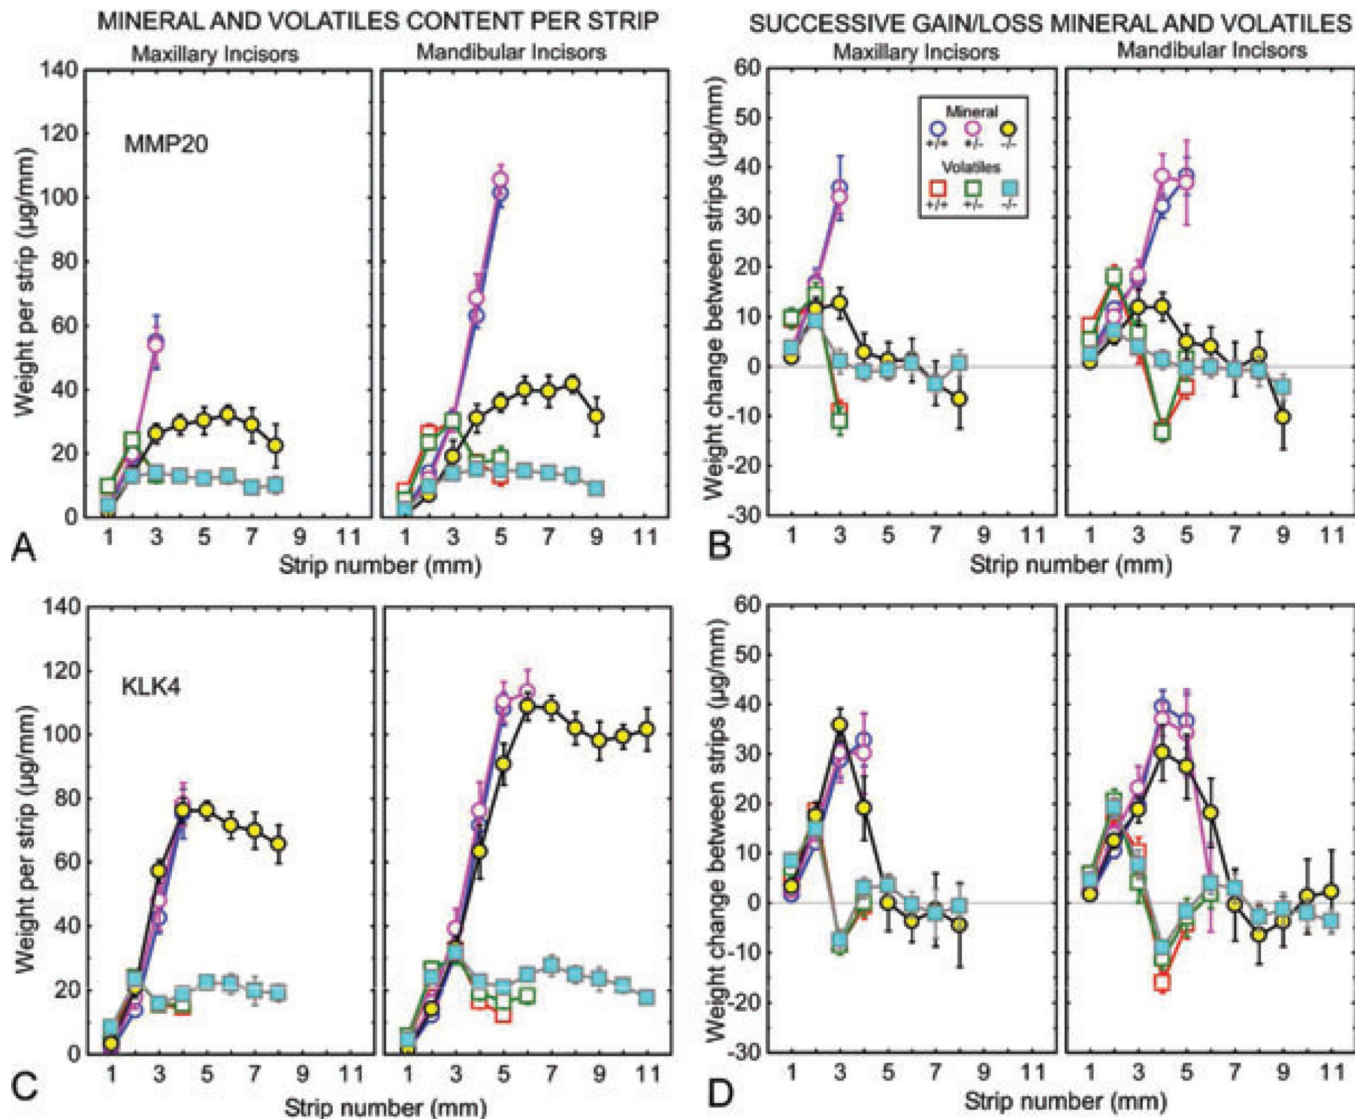 MINERAL AND VOLATILES CONTENT PER STRIP
SUCCESSIVE GAIN/LOSS MINERAL AND VOLATILES
Maxillary Incisors
Mandibular Incisors
Maxillary Incisors
Mandibular Incisors
Weight per strip (µg/mm)
140
120
100
80
60
40
20
0
MMP20
1 3 5 7 9 11
1 3 5 7 9 11
Strip number (mm)
A
Weight change between strips (µg/mm)
60
50
40
30
20
10
0
-10
-20
-30
Mineral
+/+ +/- -/-
Volatiles
+/+ +/- -/-
1 3 5 7 9 11
1 3 5 7 9 11
Strip number (mm)
B
Weight per strip (µg/mm)
140
120
100
80
60
40
20
0
KLK4
1 3 5 7 9 11
1 3 5 7 9 11
Strip number (mm)
C
Weight change between strips (µg/mm)
60
50
40
30
20
10
0
-10
-20
-30
1 3 5 7 9 11
1 3 5 7 9 11
Strip number (mm)
D